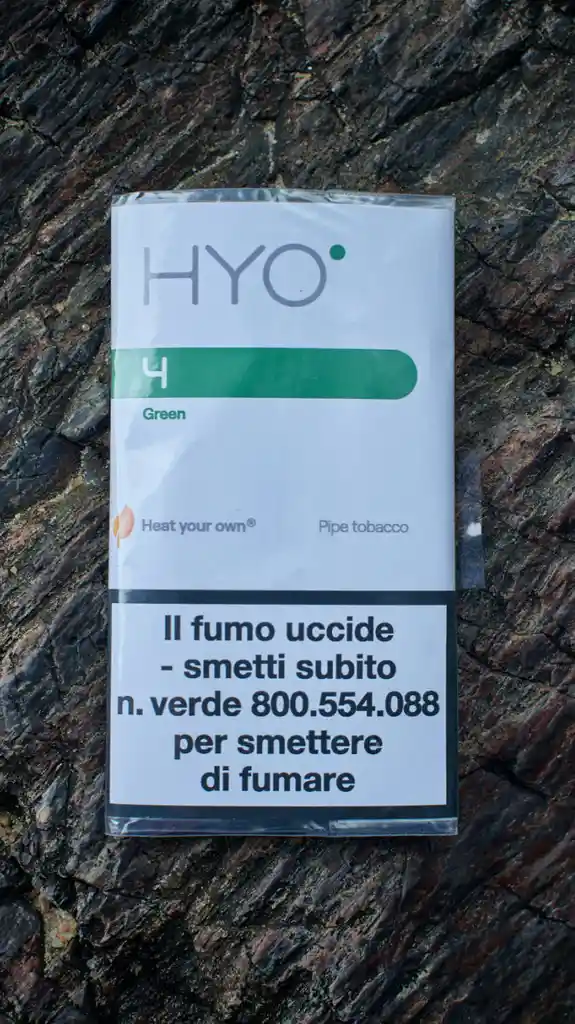 HYO
4
Green
Heat your own® Pipe tobacco
Il fumo uccide
- smetti subito
n. verde 800.554.088
per smettere
di fumare